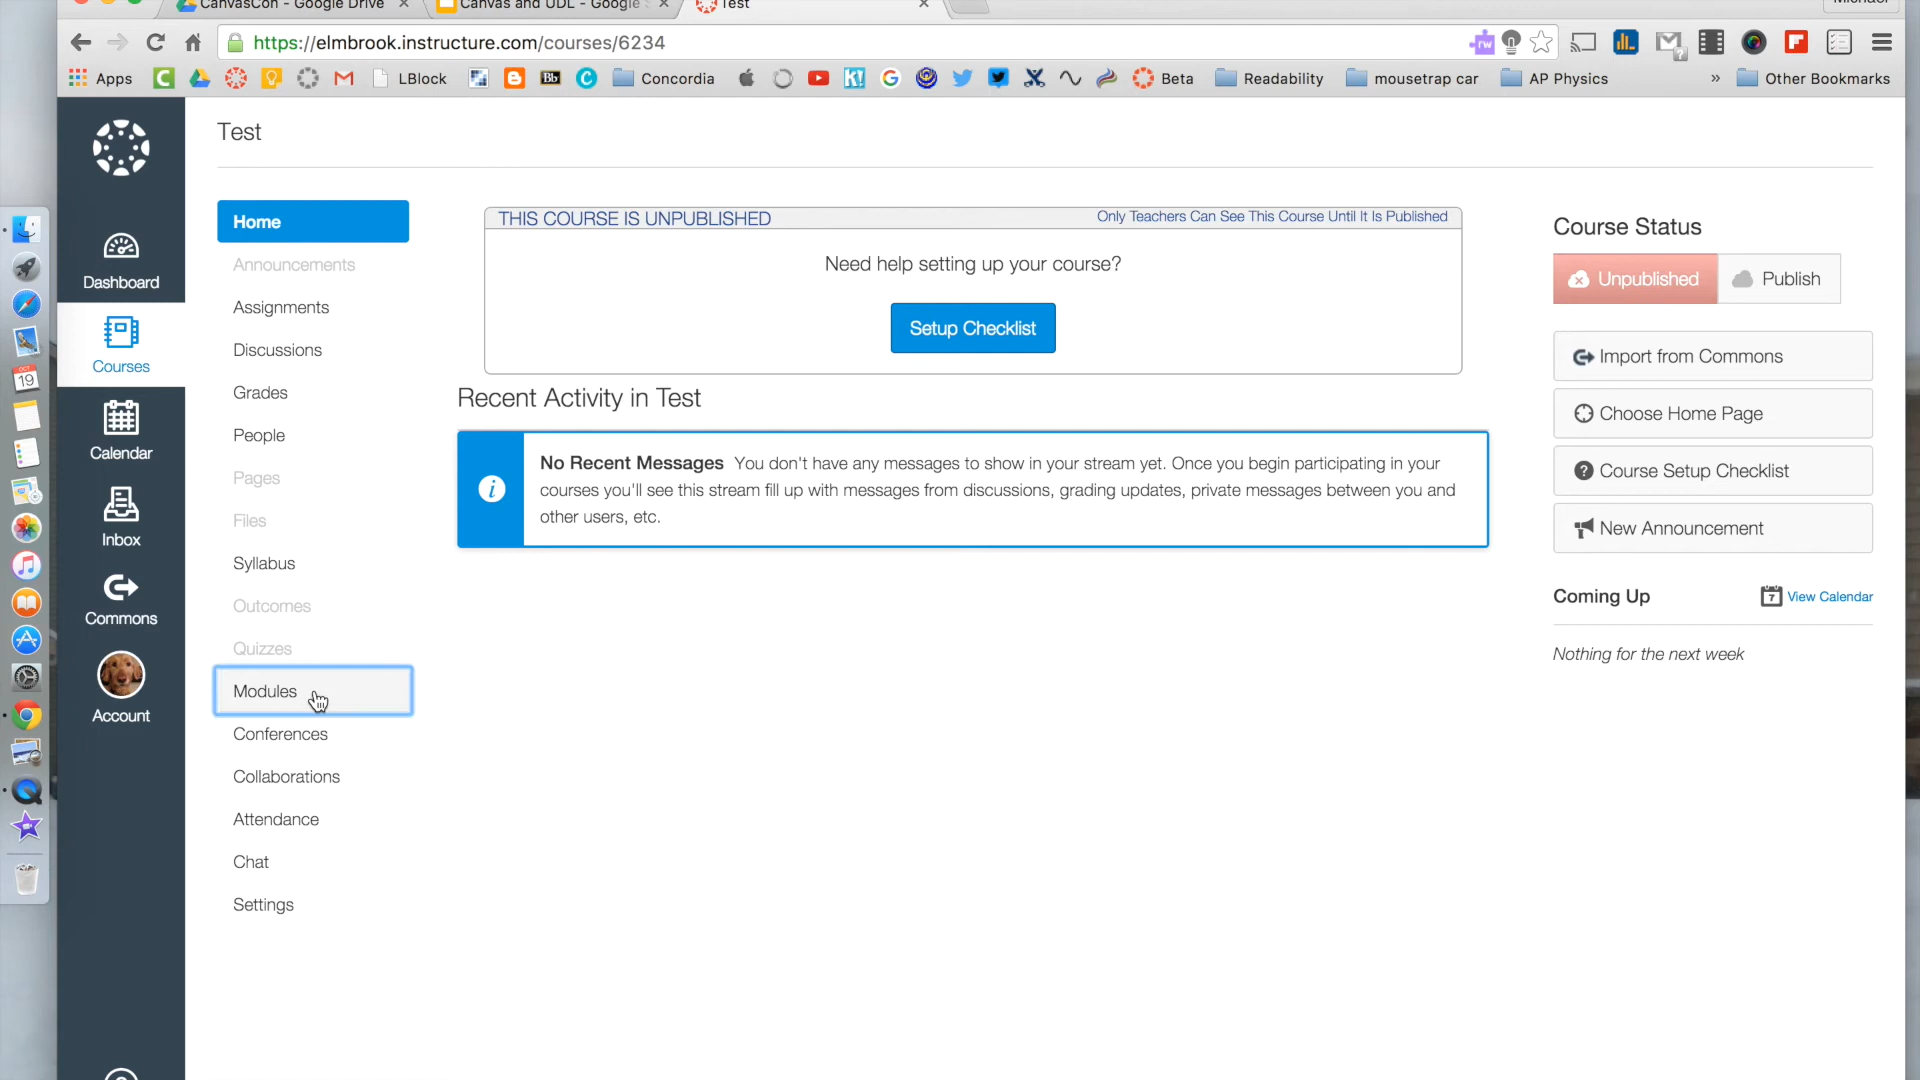 CanvasCon - Google Drive
Canvas and UDL - Google S
Test
Michael
https://elmbrook.instructure.com/courses/6234
rw
Apps
LBlock
Bb
Concordia
K!
Beta
Readability
mousetrap car
AP Physics
»
Other Bookmarks
Test
Dashboard
Courses
Calendar
Inbox
Commons
Account
OCT
19
Home
Announcements
Assignments
Discussions
Grades
People
Pages
Files
Syllabus
Outcomes
Quizzes
Modules
Conferences
Collaborations
Attendance
Chat
Settings
THIS COURSE IS UNPUBLISHED
Only Teachers Can See This Course Until It Is Published
Need help setting up your course?
Setup Checklist
Recent Activity in Test
No Recent Messages You don't have any messages to show in your stream yet. Once you begin participating in your
courses you'll see this stream fill up with messages from discussions, grading updates, private messages between you and
other users, etc.
Course Status
Unpublished
Publish
Import from Commons
Choose Home Page
Course Setup Checklist
New Announcement
Coming Up
7
View Calendar
Nothing for the next week